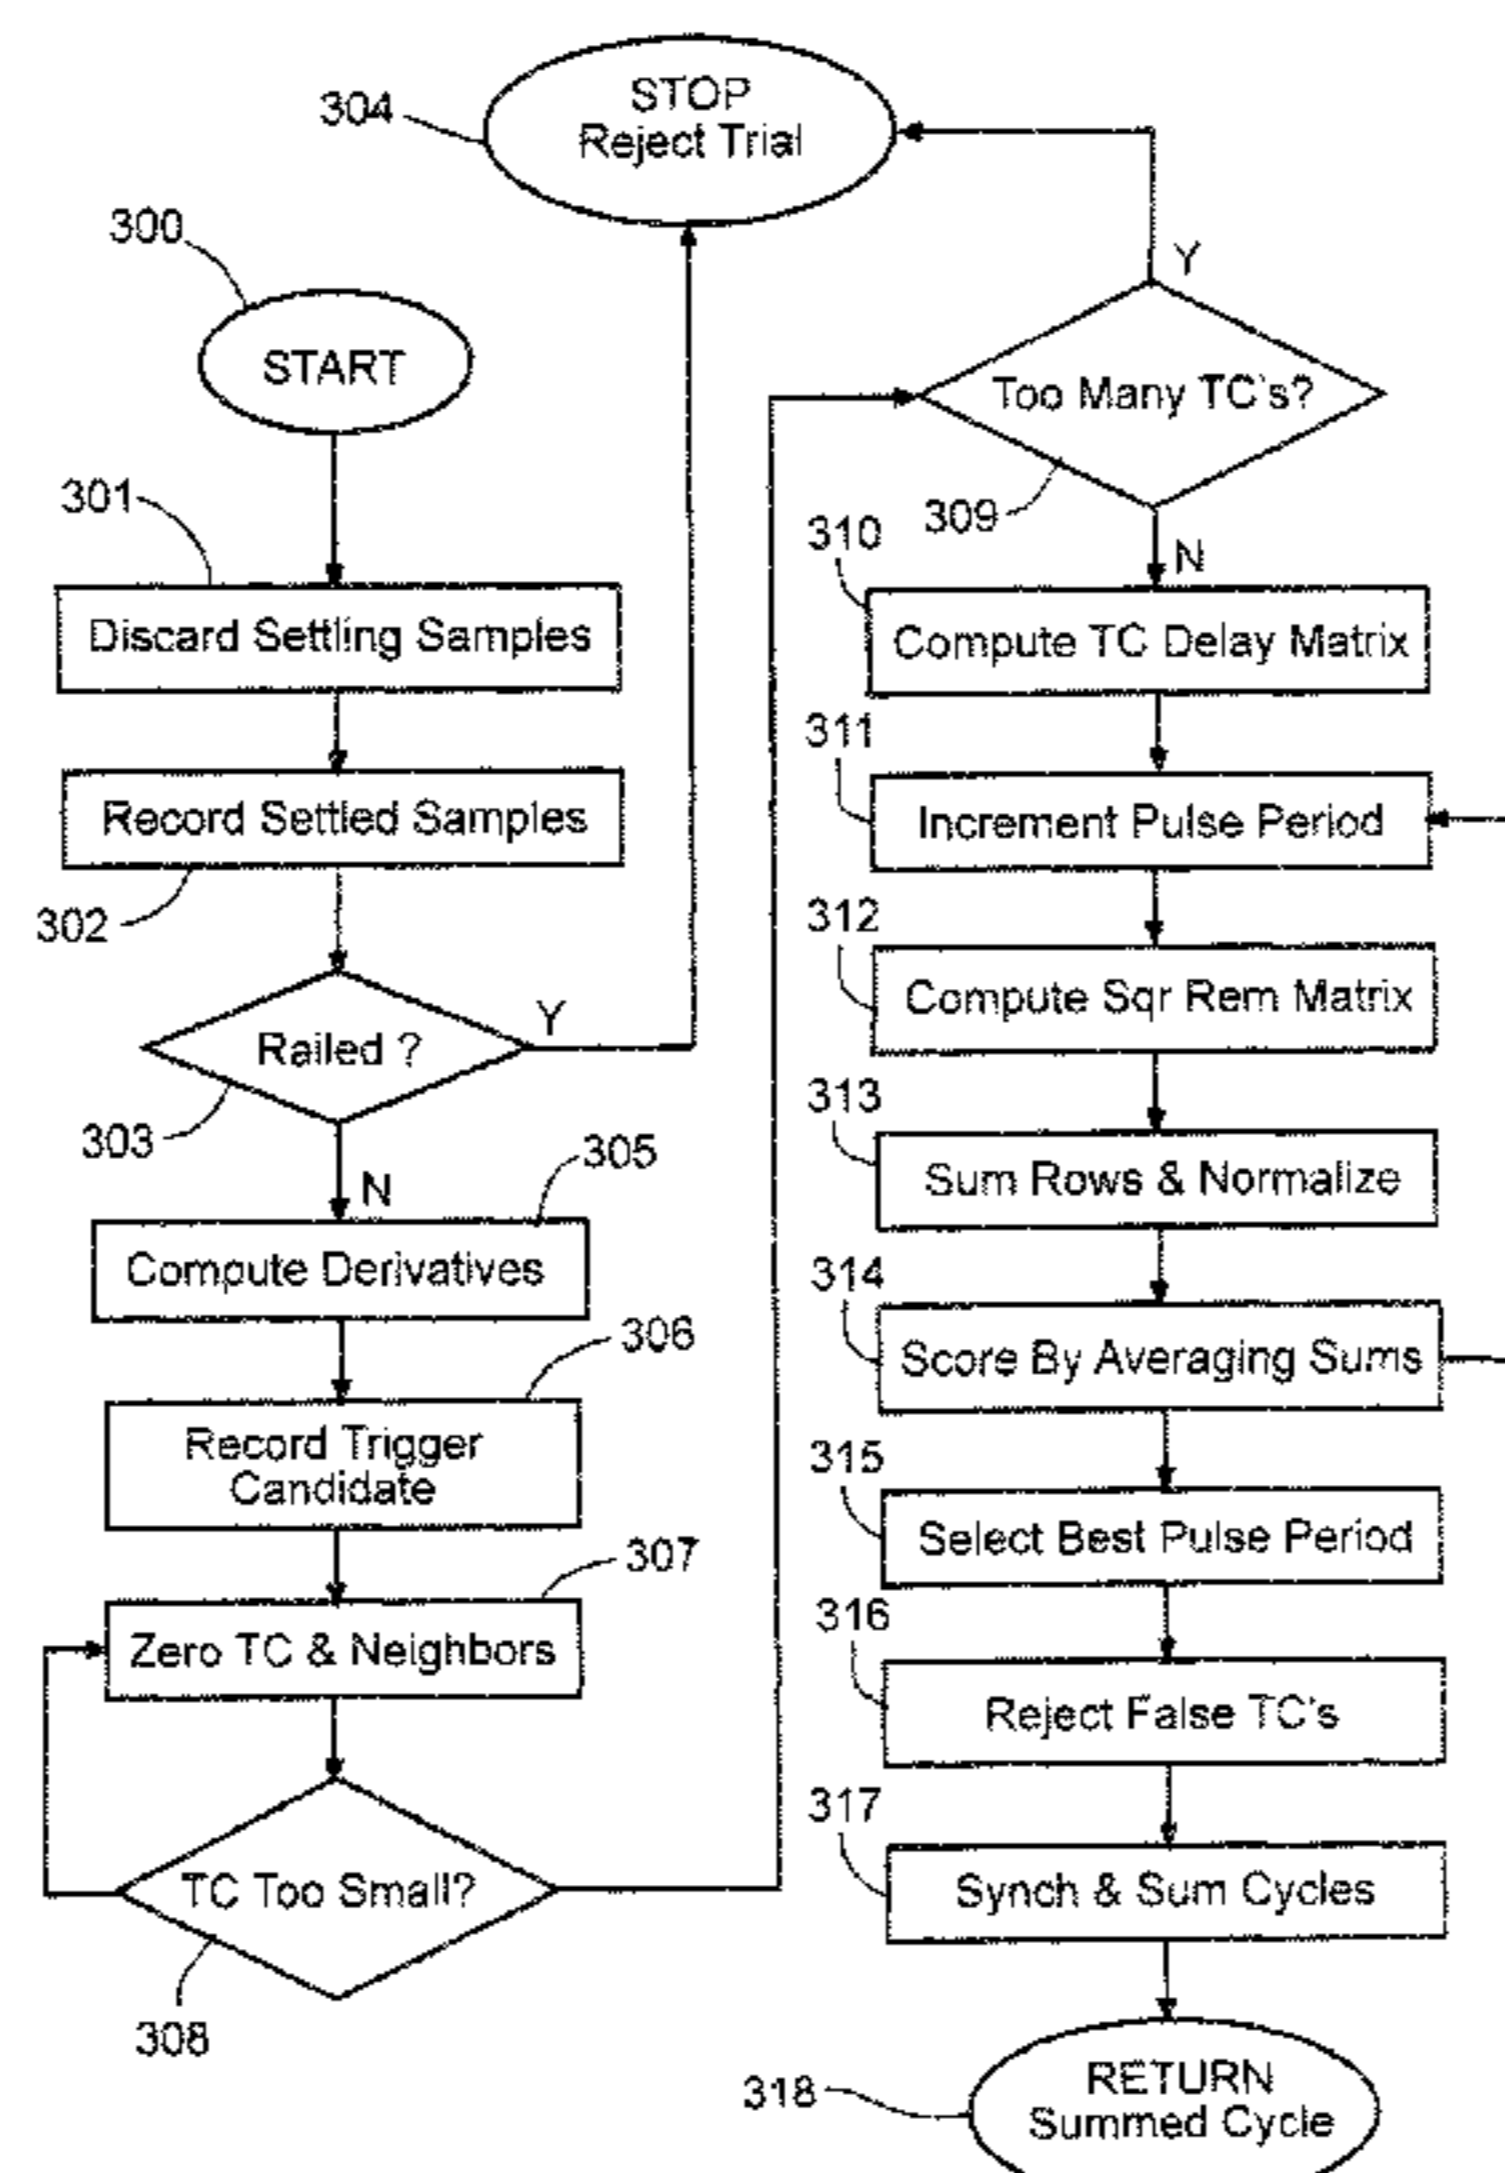 304
STOP
Reject Trial
300
START
301
Discard Settling Samples
Record Settled Samples
302
Railed ?
Y
303
N
305
Compute Derivatives
306
Record Trigger
Candidate
307
Zero TC & Neighbors
TC Too Small?
308
Y
Too Many TC's?
309
N
310
Compute TC Delay Matrix
311
Increment Pulse Period
312
Compute Sqr Rem Matrix
313
Sum Rows & Normalize
314
Score By Averaging Sums
315
Select Best Pulse Period
316
Reject False TC's
317
Synch & Sum Cycles
318
RETURN
Summed Cycle